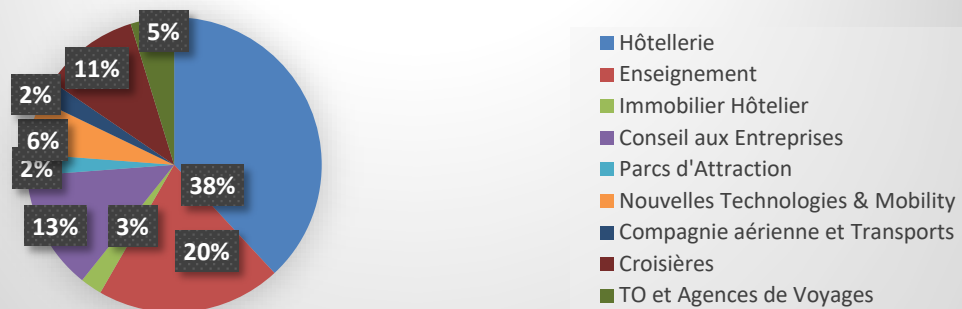 5%
11%
2%
6%
2%
13%
3%
38%
20%
Hôtellerie
Enseignement
Immobilier Hôtelier
Conseil aux Entreprises
Parcs d'Attraction
Nouvelles Technologies & Mobility
Compagnie aérienne et Transports
Croisières
TO et Agences de Voyages